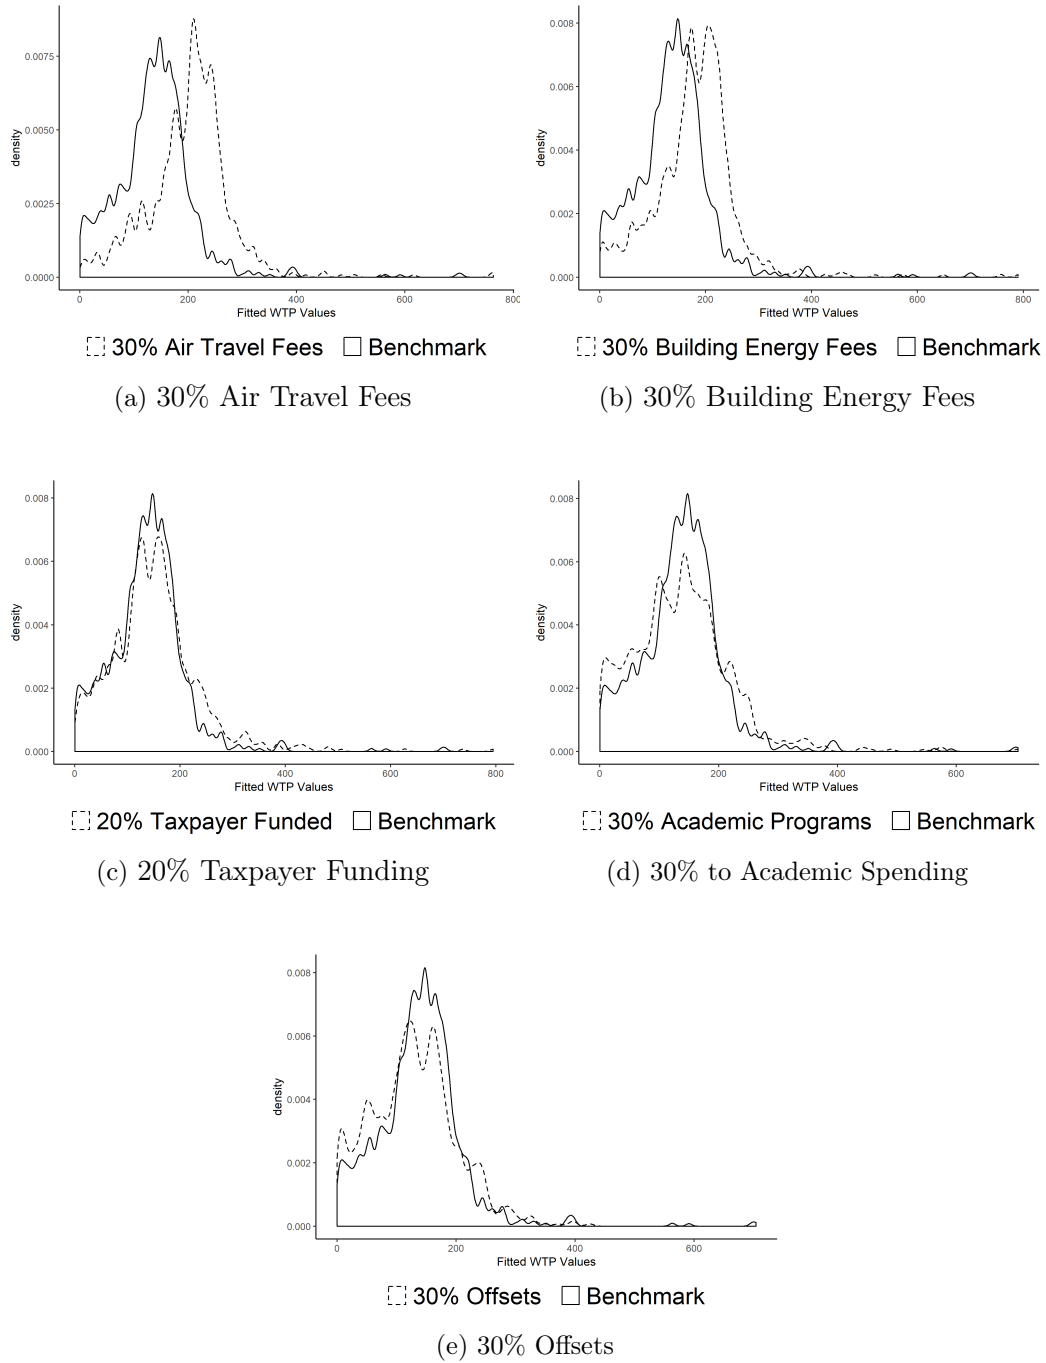 density
0.0075
0.0050
0.0025
0.0000
0 200 400 600 800
Fitted WTP Values
30% Air Travel Fees Benchmark
(a) 30% Air Travel Fees
density
0.008
0.006
0.004
0.002
0.000
0 200 400 600 800
Fitted WTP Values
30% Building Energy Fees Benchmark
(b) 30% Building Energy Fees
density
0.008
0.006
0.004
0.002
0.000
0 200 400 600 800
Fitted WTP Values
20% Taxpayer Funded Benchmark
(c) 20% Taxpayer Funding
density
0.008
0.006
0.004
0.002
0.000
0 200 400 600
Fitted WTP Values
30% Academic Programs Benchmark
(d) 30% to Academic Spending
density
0.008
0.006
0.004
0.002
0.000
0 200 400 600
Fitted WTP Values
30% Offsets Benchmark
(e) 30% Offsets